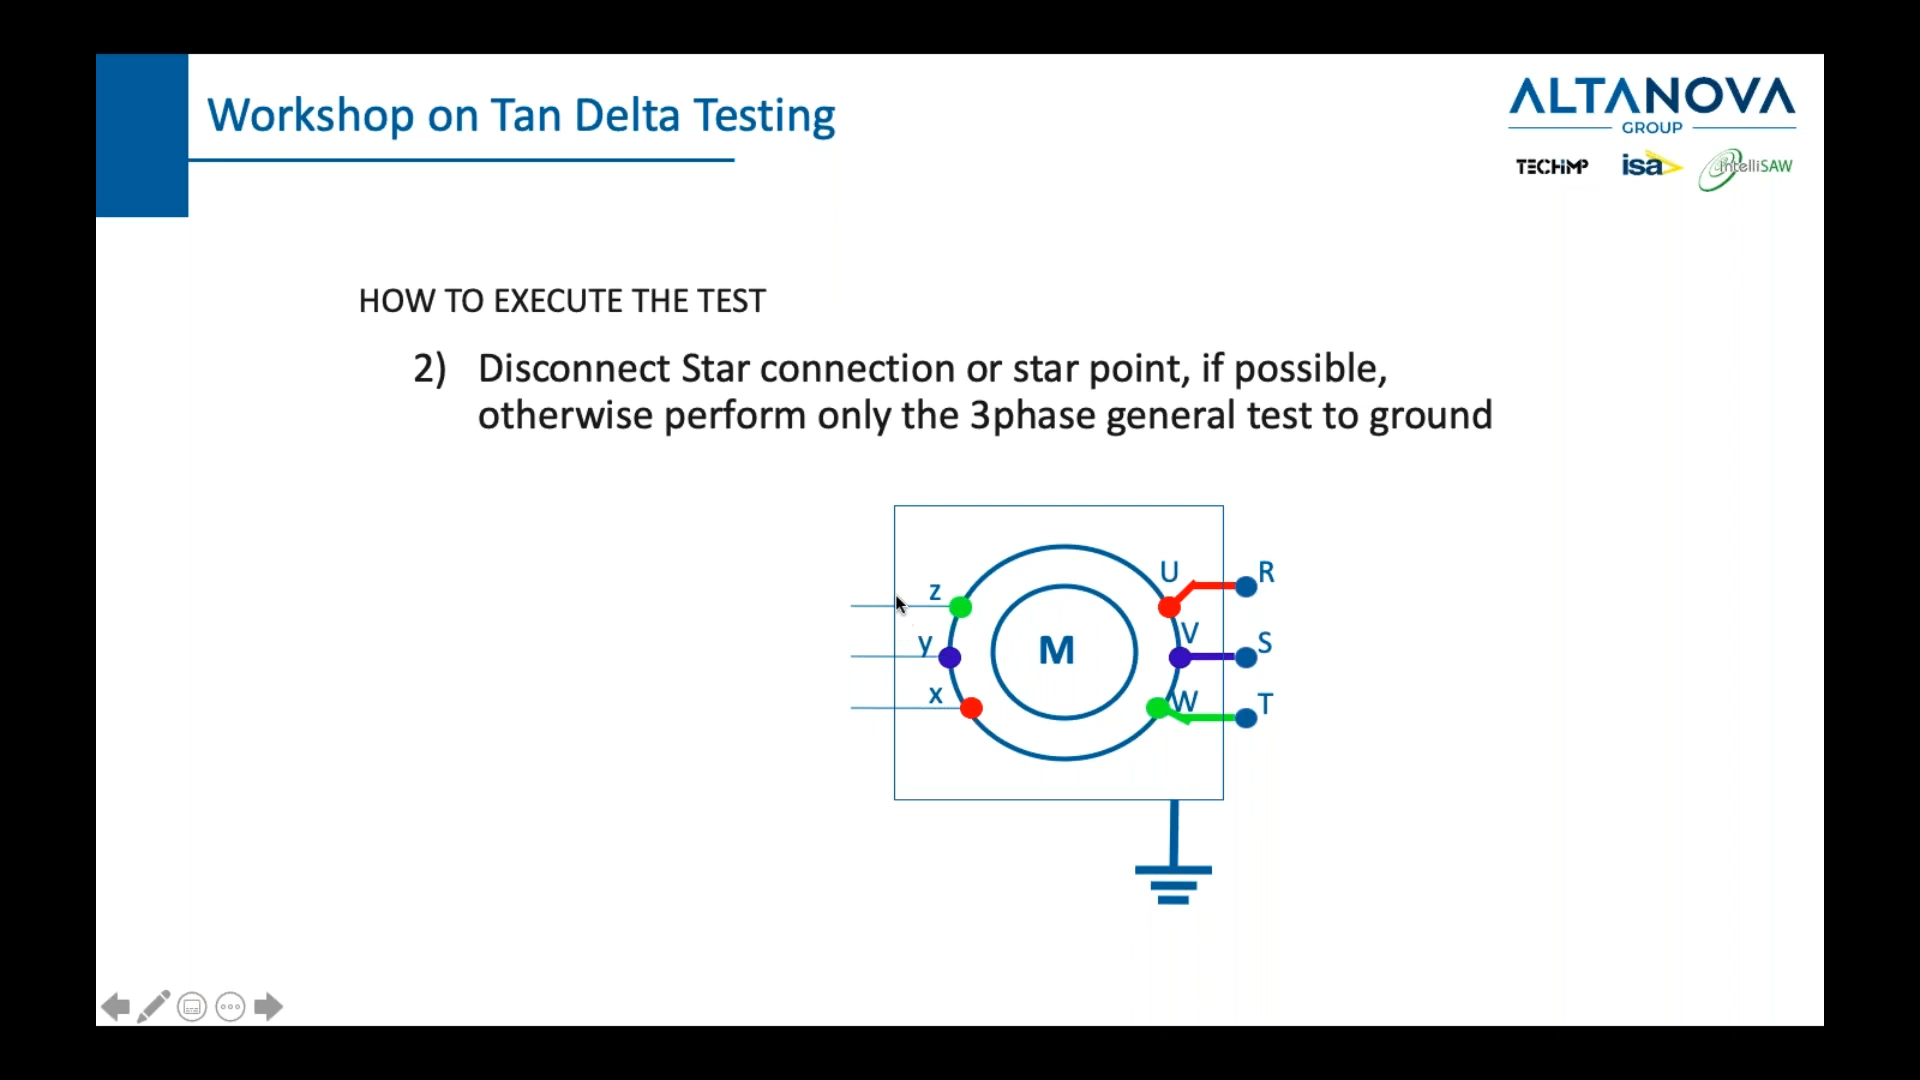 Workshop on Tan Delta Testing
ALTANOVA
GROUP
TECHIMP
isa
intelliSAW
HOW TO EXECUTE THE TEST
2) Disconnect Star connection or star point, if possible,
otherwise perform only the 3phase general test to ground
U
R
z
V
S
y
M
x
W
T